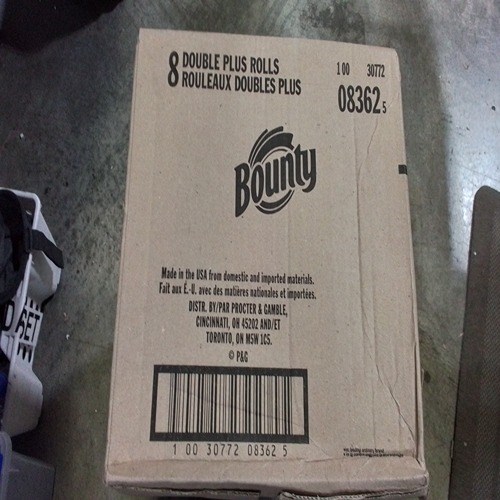 8 DOUBLE PLUS ROLLS
ROULEAUX DOUBLES PLUS
1 00 30772
08362 5
Bounty
Made in the USA from domestic and imported materials.
Fait aux É.-U. avec des matières nationales et importées.
DISTR. BY/PAR PROCTER & GAMBLE,
CINCINNATI, OH 45202 AND/ET
TORONTO, ON M5W 1C5.
© P&G
1 00 30772 08362 5
SET